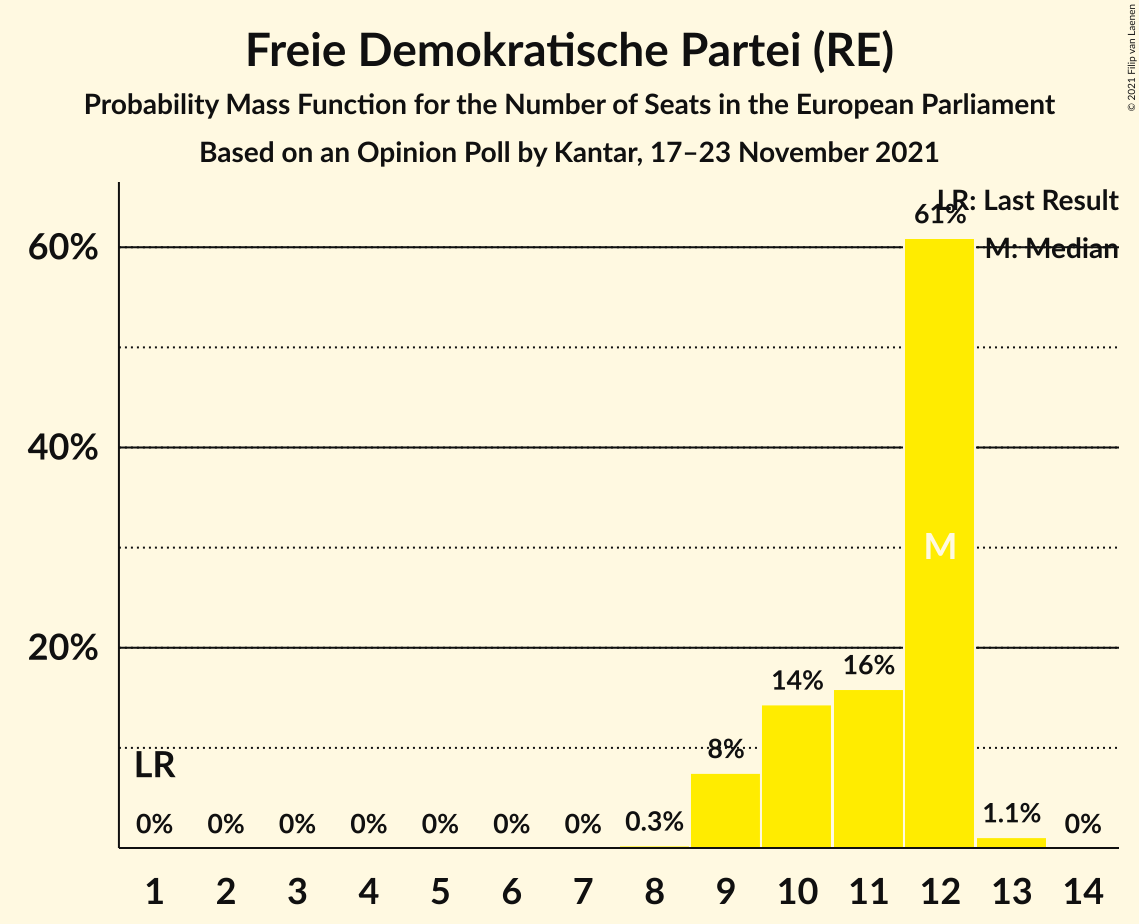 Freie Demokratische Partei (RE)
Probability Mass Function for the Number of Seats in the European Parliament
Based on an Opinion Poll by Kantar, 17–23 November 2021
© 2021 Filip van Laenen
LR: Last Result
M: Median
61%
60%
40%
M
20%
16%
14%
8%
LR
0%
0%
0%
0%
0%
0%
0%
0.3%
1.1%
0%
1 2 3 4 5 6 7 8 9 10 11 12 13 14